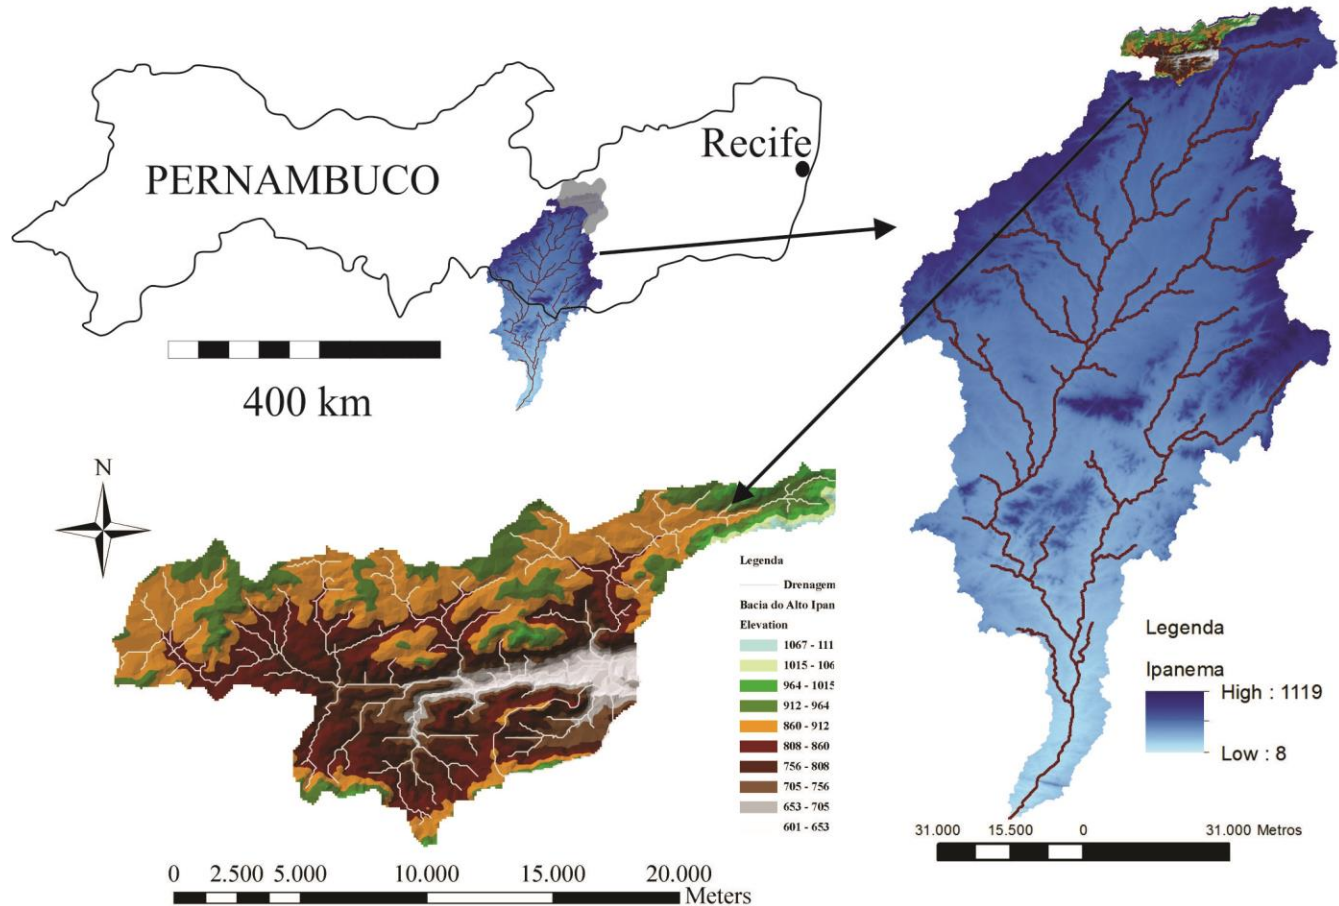 PERNAMBUCO
Recife
400 km
N
Legenda
Drenagem
Bacia do Alto Ipan
Elevation
1067 - 111
1015 - 106
964 - 1015
912 - 964
860 - 912
808 - 860
756 - 808
705 - 756
653 - 705
601 - 653
0 2.500 5.000 10.000 15.000 20.000
Meters
Legenda
Ipanema
High : 1119
Low : 8
31.000 15.500 0 31.000 Metros